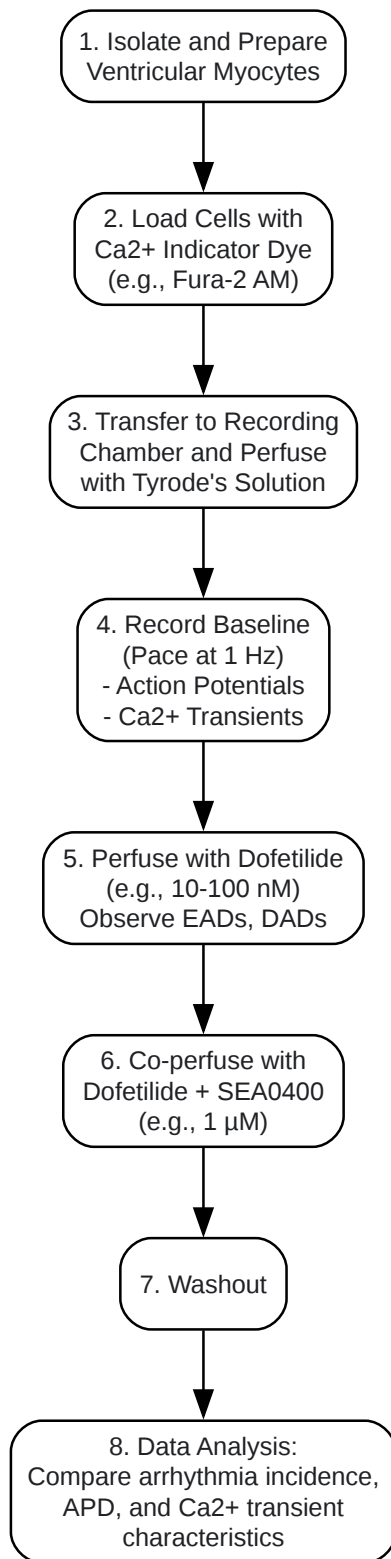 1. Isolate and Prepare
Ventricular Myocytes
2. Load Cells with
Ca2+ Indicator Dye
(e.g., Fura-2 AM)
3. Transfer to Recording
Chamber and Perfuse
with Tyrode's Solution
4. Record Baseline
(Pace at 1 Hz)
- Action Potentials
- Ca2+ Transients
5. Perfuse with Dofetilide
(e.g., 10-100 nM)
Observe EADs, DADs
6. Co-perfuse with
Dofetilide + SEA0400
(e.g., 1 µM)
7. Washout
8. Data Analysis:
Compare arrhythmia incidence,
APD, and Ca2+ transient
characteristics